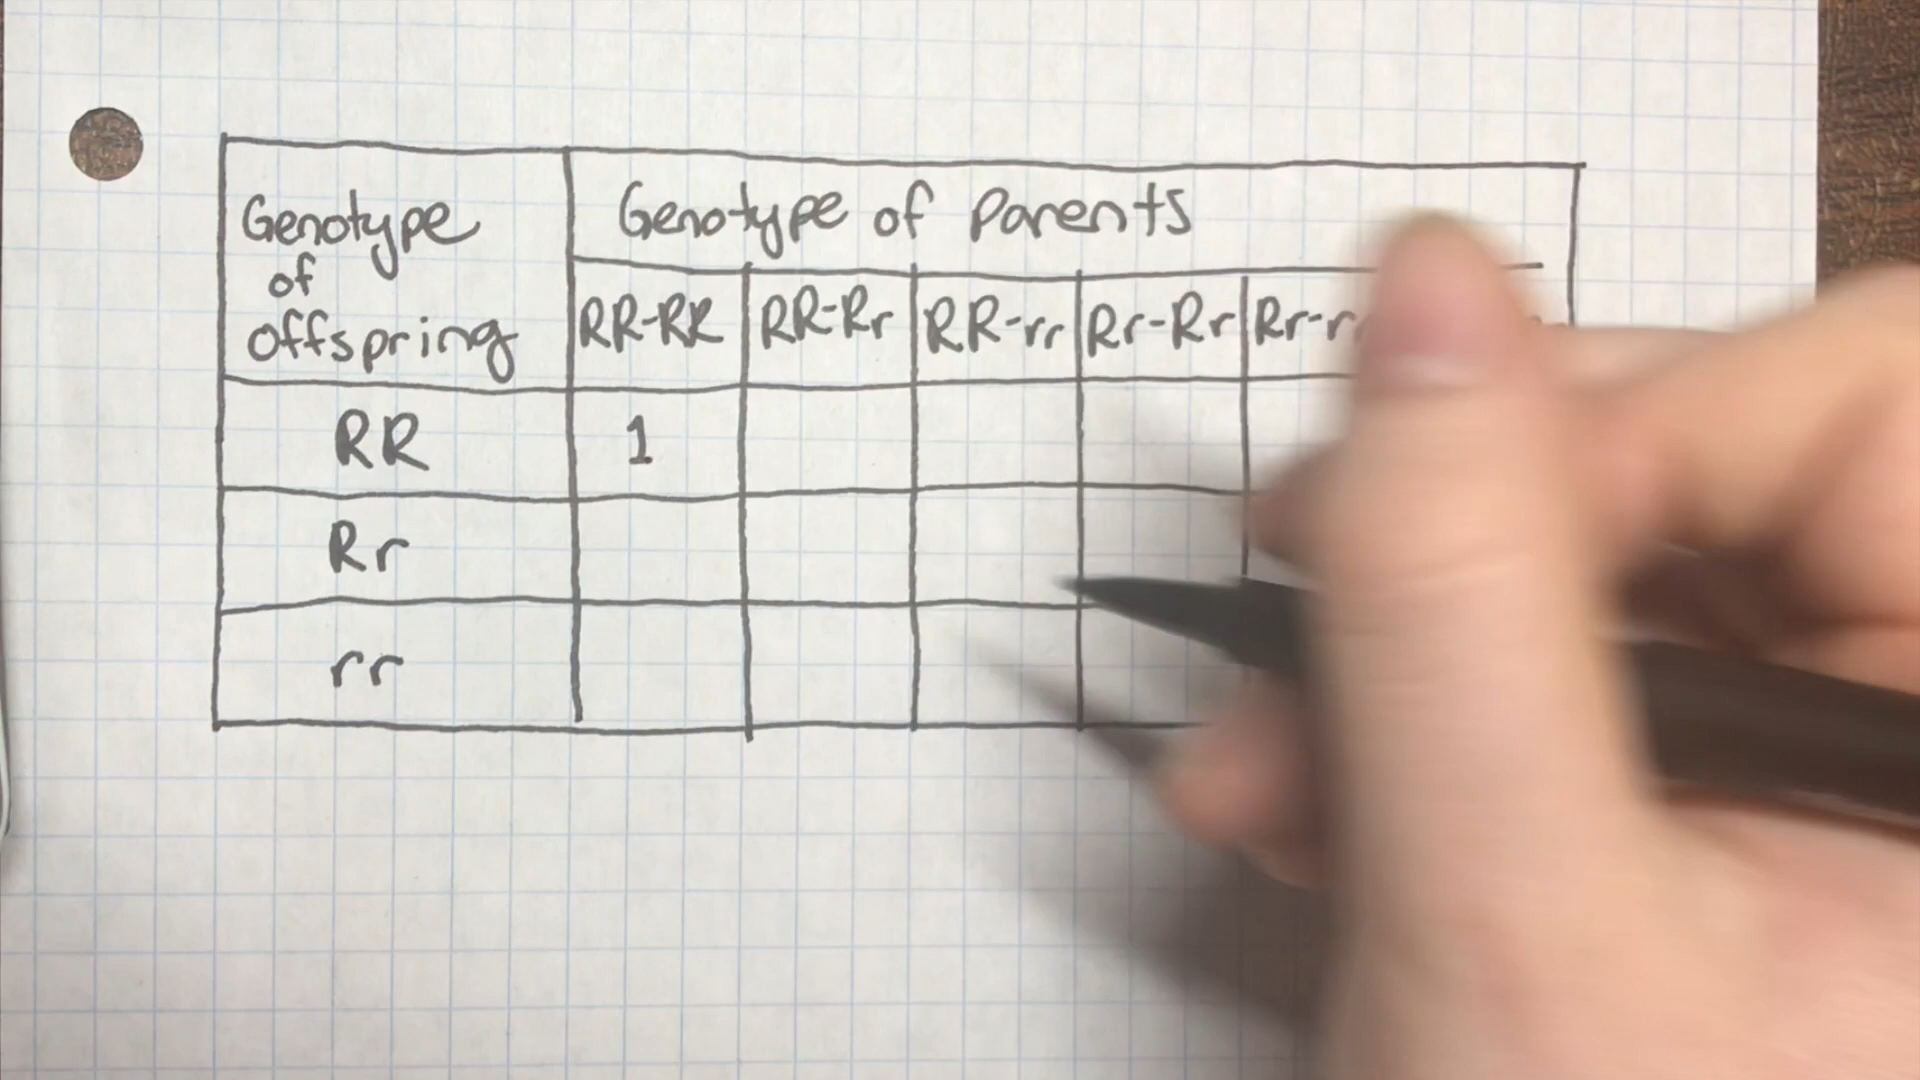 Genotype of Parents
Genotype
of
offspring
RR-RR RR-Rr RR-rr Rr-Rr
RR 1
Rr
rr